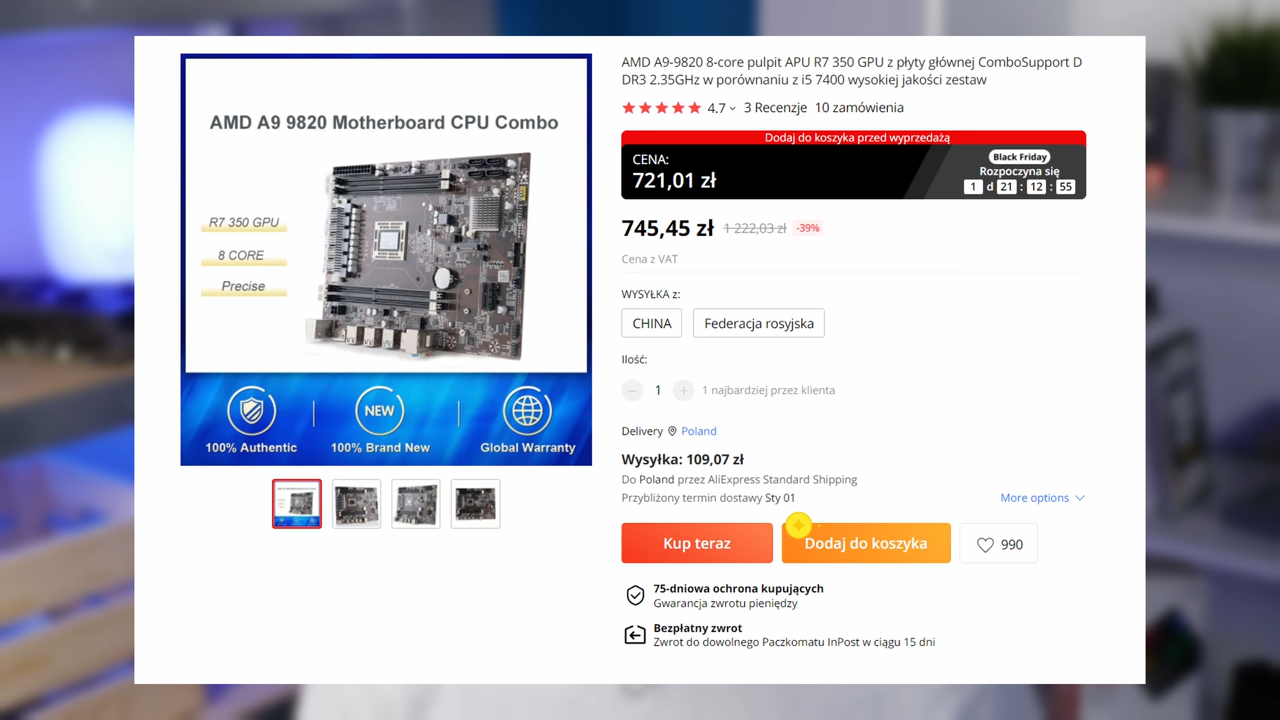 AMD A9 9820 Motherboard CPU Combo
R7 350 GPU
8 CORE
Precise
100% Authentic
NEW
100% Brand New
Global Warranty
AMD A9-9820 8-core pulpit APU R7 350 GPU z płyty głównej ComboSupport D
DR3 2.35GHz w porównaniu z i5 7400 wysokiej jakości zestaw
4.7 3 Recenzje 10 zamówienia
Dodaj do koszyka przed wyprzedażą
CENA:
721,01 zł
Black Friday
Rozpoczyna się
1 d 21 : 12 : 55
745,45 zł 1 222,03 zł -39%
Cena z VAT
WYSYŁKA z:
CHINA Federacja rosyjska
Ilość:
− 1 + 1 najbardziej przez klienta
Delivery Poland
Wysyłka: 109,07 zł
Do Poland przez AliExpress Standard Shipping
Przybliżony termin dostawy Sty 01 More options
Kup teraz Dodaj do koszyka 990
75-dniowa ochrona kupujących
Gwarancja zwrotu pieniędzy
Bezpłatny zwrot
Zwrot do dowolnego Paczkomatu InPost w ciągu 15 dni